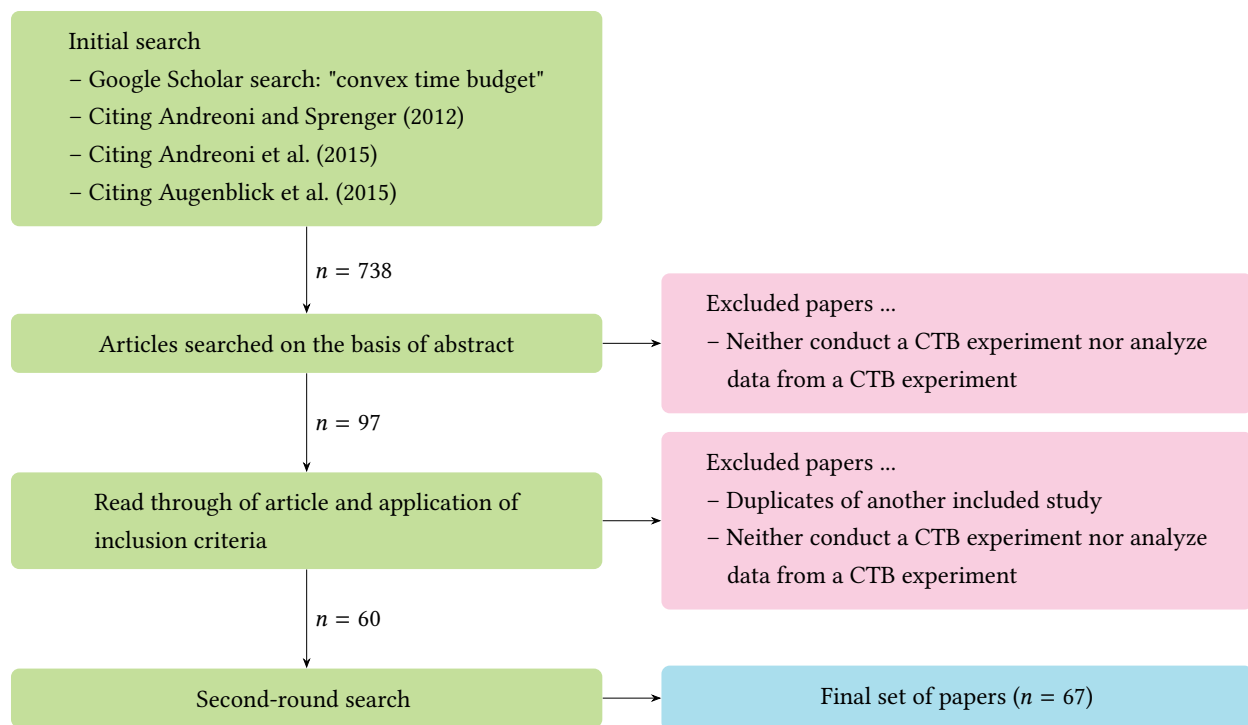 Initial search
– Google Scholar search: "convex time budget"
– Citing Andreoni and Sprenger (2012)
– Citing Andreoni et al. (2015)
– Citing Augenblick et al. (2015)
n = 738
Articles searched on the basis of abstract
Excluded papers ...
– Neither conduct a CTB experiment nor analyze
data from a CTB experiment
n = 97
Read through of article and application of
inclusion criteria
Excluded papers ...
– Duplicates of another included study
– Neither conduct a CTB experiment nor analyze
data from a CTB experiment
n = 60
Second-round search
Final set of papers (n = 67)